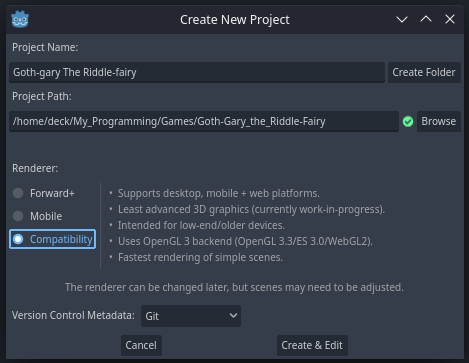 Create New Project
Project Name:
Goth-gary The Riddle-fairy
Create Folder
Project Path:
/home/deck/My_Programming/Games/Goth-Gary_the_Riddle-Fairy
Browse
Renderer:
Forward+
Mobile
Compatibility
• Supports desktop, mobile + web platforms.
• Least advanced 3D graphics (currently work-in-progress).
• Intended for low-end/older devices.
• Uses OpenGL 3 backend (OpenGL 3.3/ES 3.0/WebGL2).
• Fastest rendering of simple scenes.
The renderer can be changed later, but scenes may need to be adjusted.
Version Control Metadata:
Git
Cancel
Create & Edit